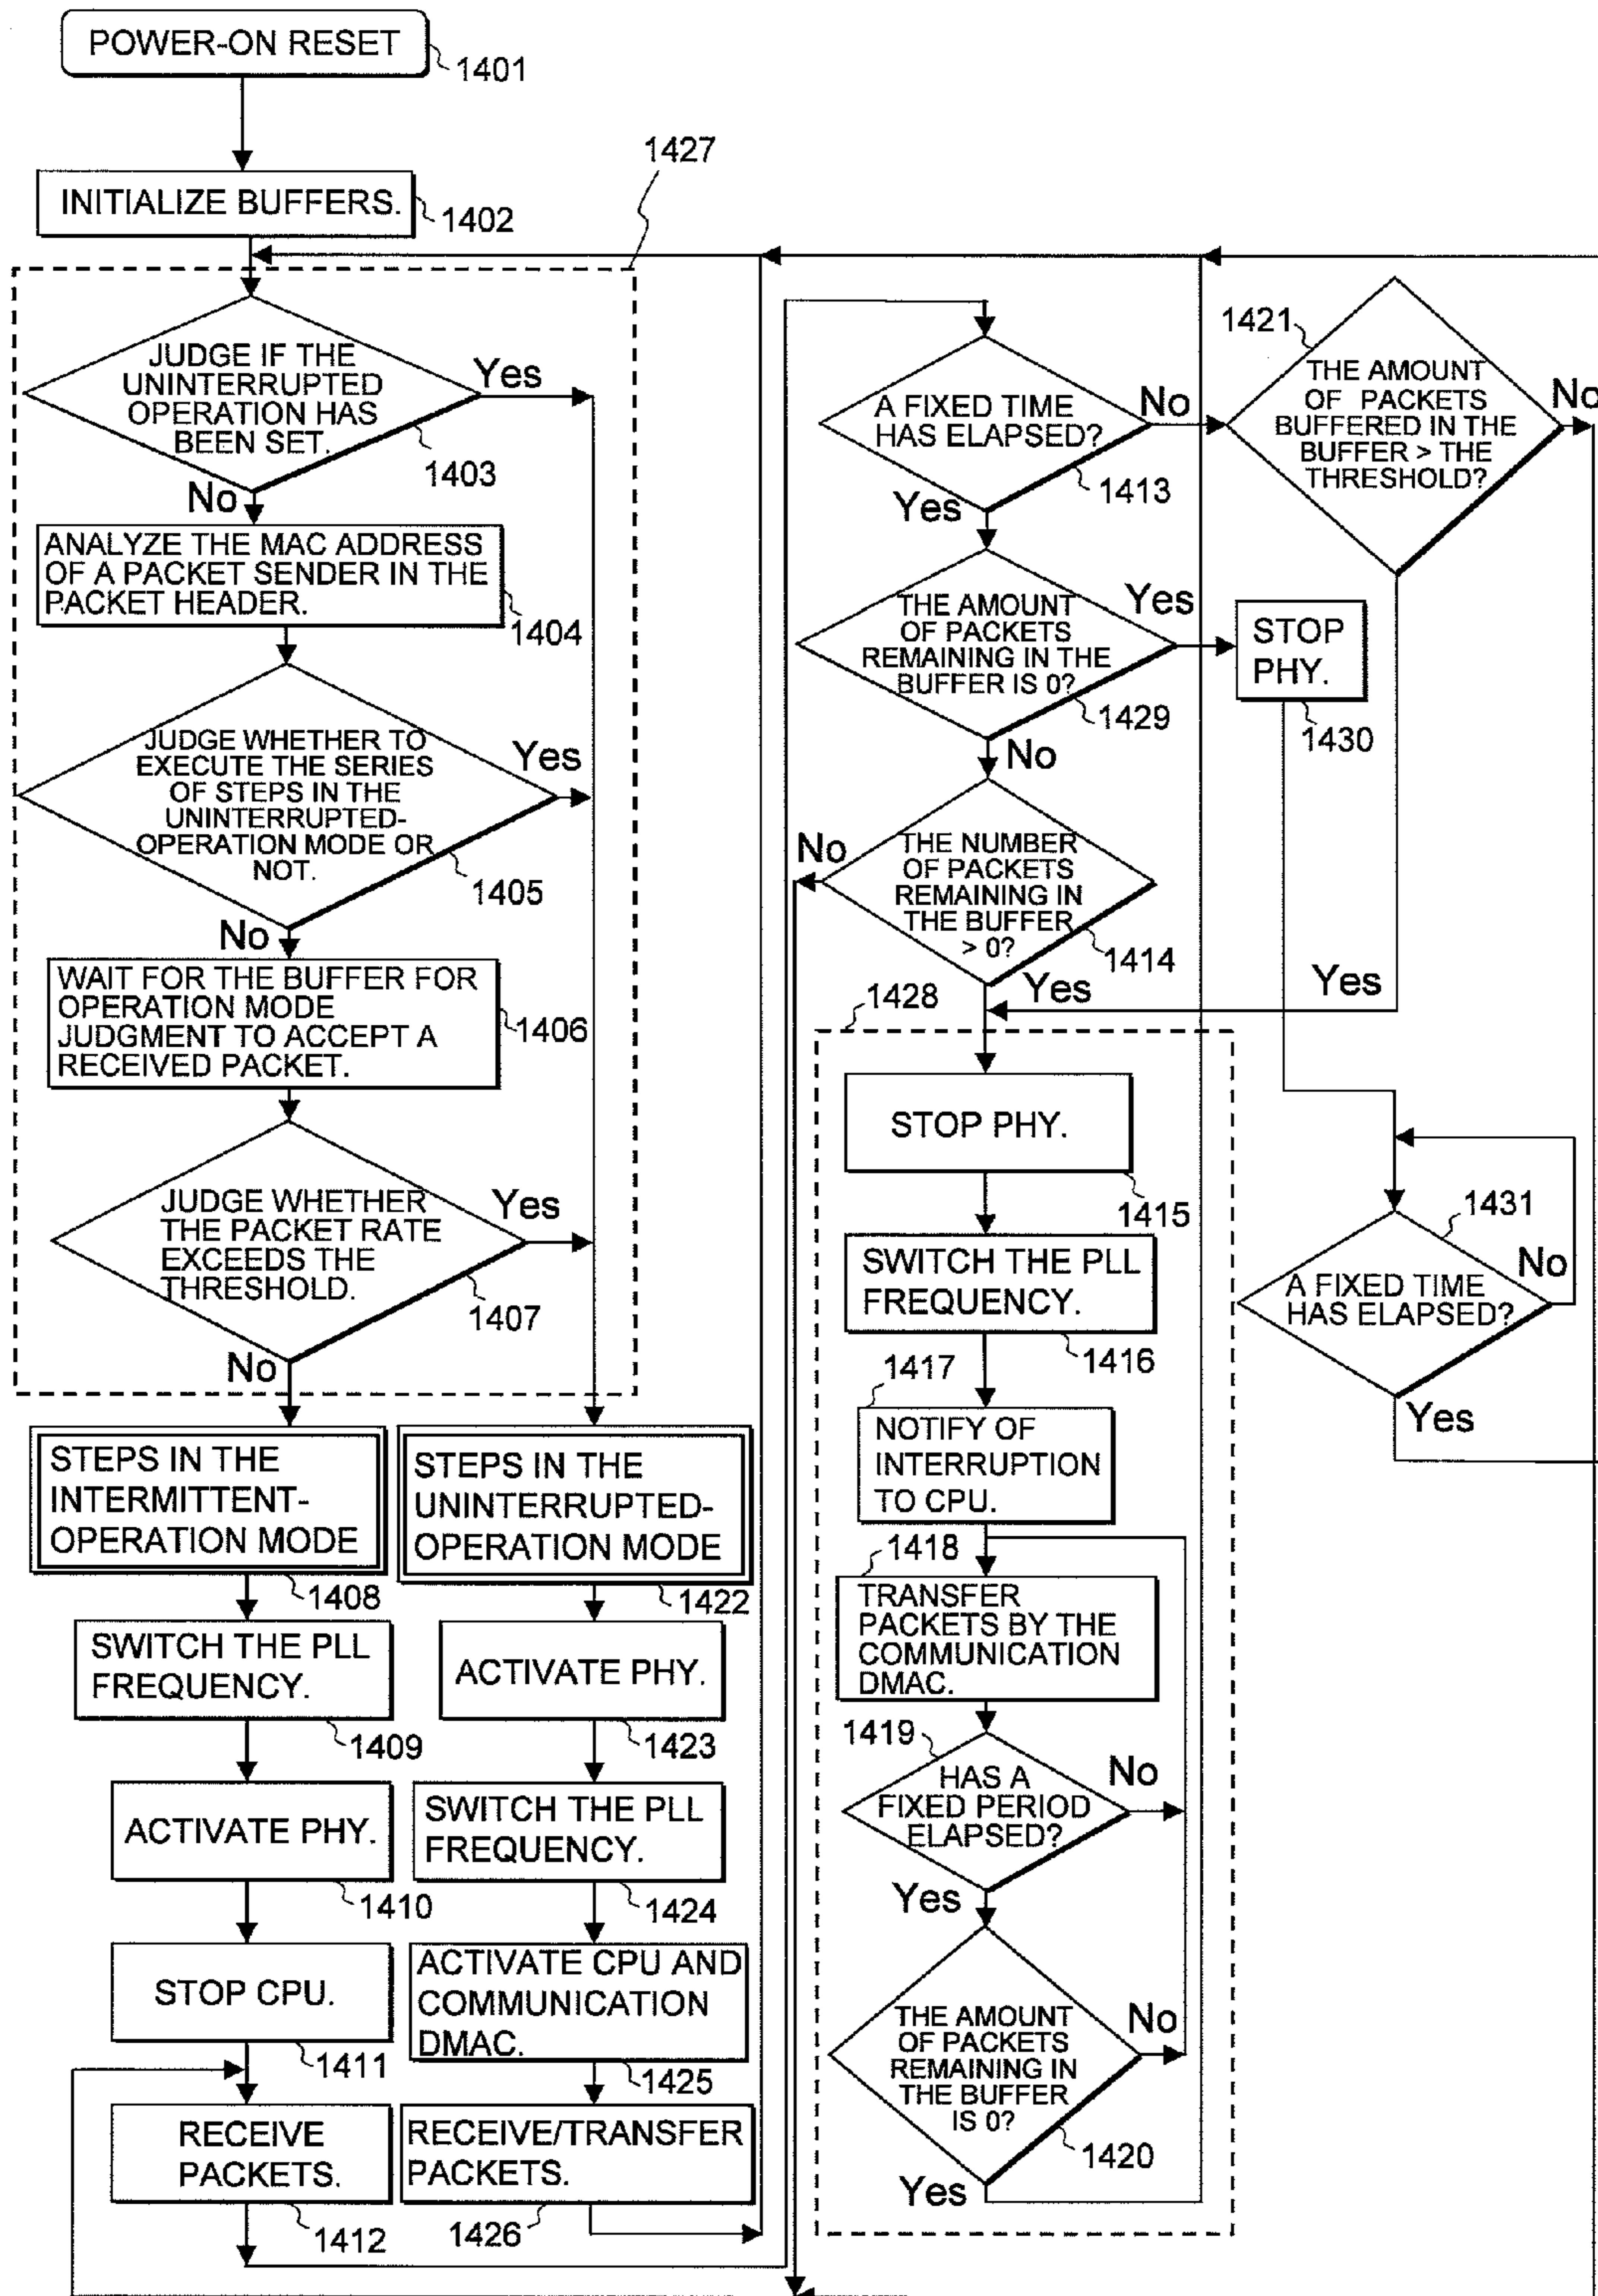 POWER-ON RESET
1401
INITIALIZE BUFFERS.
1402
1427
JUDGE IF THE
UNINTERRUPTED
OPERATION HAS
BEEN SET.
Yes
1403
No
ANALYZE THE MAC ADDRESS
OF A PACKET SENDER IN THE
PACKET HEADER.
1404
JUDGE WHETHER TO
EXECUTE THE SERIES
OF STEPS IN THE
UNINTERRUPTED-
OPERATION MODE OR
NOT.
Yes
1405
No
WAIT FOR THE BUFFER FOR
OPERATION MODE
JUDGMENT TO ACCEPT A
RECEIVED PACKET.
1406
JUDGE WHETHER
THE PACKET RATE
EXCEEDS THE
THRESHOLD.
Yes
1407
No
STEPS IN THE
INTERMITTENT-
OPERATION MODE
1408
SWITCH THE PLL
FREQUENCY.
1409
ACTIVATE PHY.
1410
STOP CPU.
1411
RECEIVE
PACKETS.
1412
STEPS IN THE
UNINTERRUPTED-
OPERATION MODE
1422
ACTIVATE PHY.
1423
SWITCH THE PLL
FREQUENCY.
1424
ACTIVATE CPU AND
COMMUNICATION
DMAC.
1425
RECEIVE/TRANSFER
PACKETS.
1426
A FIXED TIME
HAS ELAPSED?
No
1413
Yes
THE AMOUNT
OF PACKETS
REMAINING IN THE
BUFFER IS 0?
Yes
1429
No
THE NUMBER
OF PACKETS
REMAINING IN
THE BUFFER
> 0?
No
1414
Yes
1428
STOP PHY.
1415
SWITCH THE PLL
FREQUENCY.
1416
1417
NOTIFY OF
INTERRUPTION
TO CPU.
1418
TRANSFER
PACKETS BY THE
COMMUNICATION
DMAC.
1419
HAS A
FIXED PERIOD
ELAPSED?
No
Yes
THE AMOUNT
OF PACKETS
REMAINING IN
THE BUFFER
IS 0?
No
1420
Yes
1421
THE AMOUNT
OF PACKETS
BUFFERED IN THE
BUFFER > THE
THRESHOLD?
No
Yes
STOP
PHY.
1430
1431
A FIXED TIME
HAS ELAPSED?
No
Yes